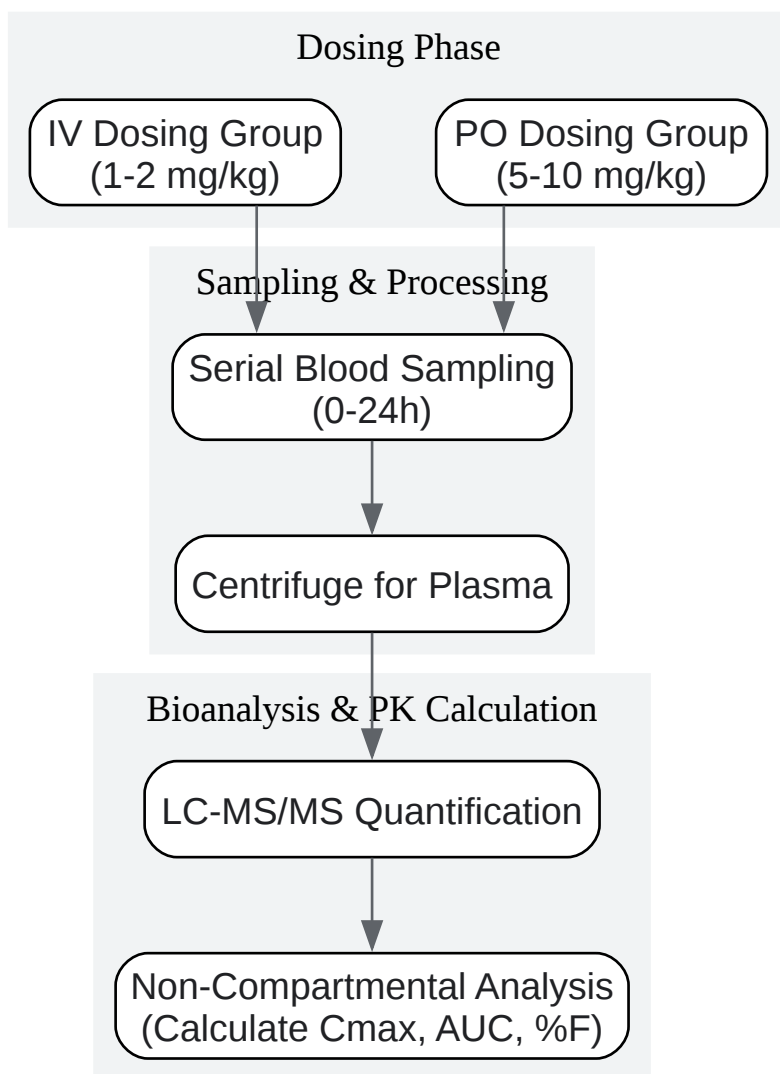 Dosing Phase
IV Dosing Group
(1-2 mg/kg)
PO Dosing Group
(5-10 mg/kg)
Sampling & Processing
Serial Blood Sampling
(0-24h)
Centrifuge for Plasma
Bioanalysis & PK Calculation
LC-MS/MS Quantification
Non-Compartmental Analysis
(Calculate Cmax, AUC, %F)